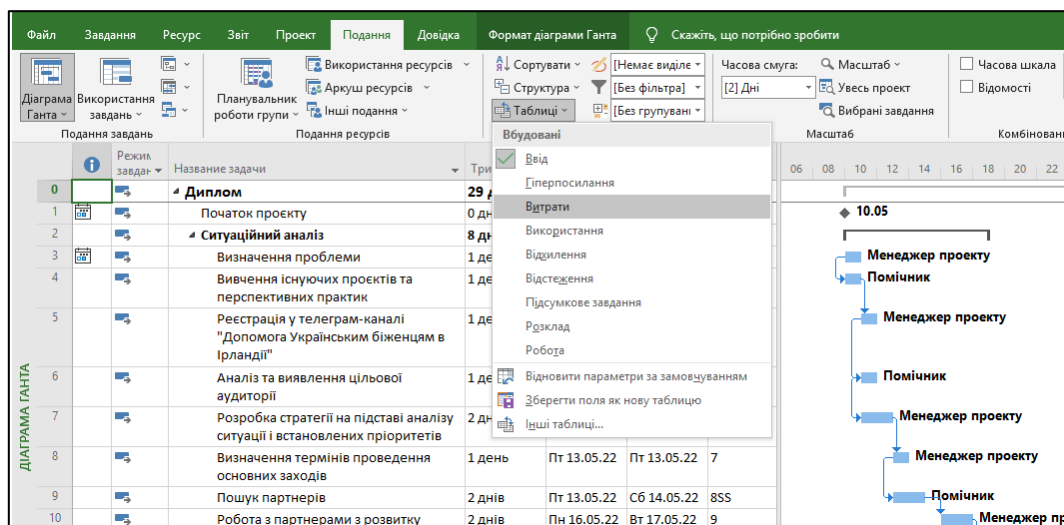 Файл Завдання Ресурс Звіт Проект Подання Довідка Формат діаграми Ганта Скажіть, що потрібно зробити
Діаграма Ганта
Використання завдань
Подання завдань
Планувальник роботи групи
Використання ресурсів
Аркуш ресурсів
Інші подання
Подання ресурсів
Сортувати
Структура
Таблиці
[Немає виділе
[Без фільтра]
[Без групуван
Часова смуга:
[2] Дні
Масштаб
Увесь проект
Вибрані завдання
Масштаб
Часова шкала
Відомості
Комбінован
Вбудовані
Ввід
Гіперпосилання
Витрати
Використання
Відхилення
Відстеження
Підсумкове завдання
Розклад
Робота
Відновити параметри за замовчуванням
Зберегти поля як нову таблицю
Інші таблиці...
Режим завдан
Название задачи
Три
06 08 10 12 14 16 18 20 22
0 Диплом 29 д
1 Початок проєкту 0 дн 10.05
2 Ситуаційний аналіз 8 дн
3 Визначення проблеми 1 де Менеджер проекту
4 Вивчення існуючих проєктів та 1 де Помічник
перспективних практик
5 Реєстрація у телеграм-каналі 1 де Менеджер проекту
"Допомога Українським біженцям в
Ірландії"
6 Аналіз та виявлення цільової 1 де Помічник
аудиторії
7 Розробка стратегії на підставі аналізу 2 дн Менеджер проекту
ситуації і встановлених пріоритетів
8 Визначення термінів проведення 1 день Пт 13.05.22 Пт 13.05.22 7 Менеджер проекту
основних заходів
9 Пошук партнерів 2 днів Пт 13.05.22 Сб 14.05.22 8SS Помічник
10 Робота з партнерами з розвитку 2 днів Пн 16.05.22 Вт 17.05.22 9 Менеджер пр
ДІАГРАМА ГАНТА